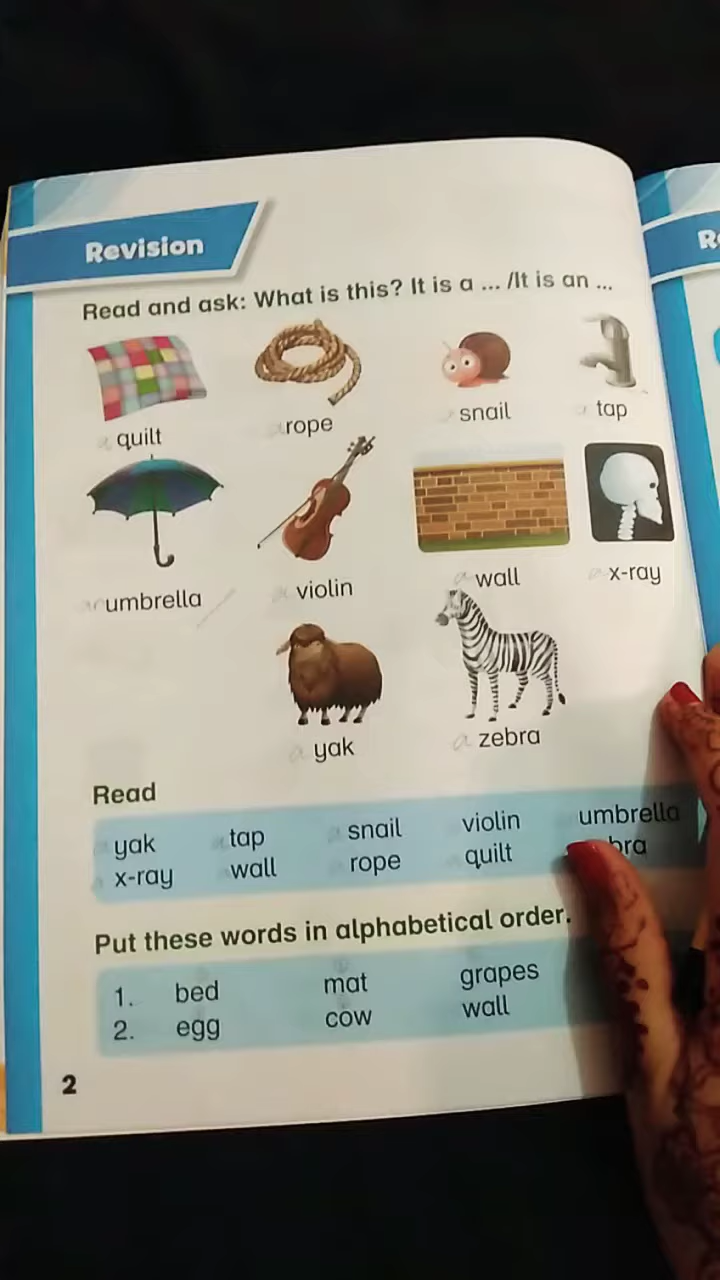 Revision
R
Read and ask: What is this? It is a ... /It is an ...
a quilt a rope snail a tap
umbrella a violin a wall a x-ray
a yak a zebra
Read
yak tap snail violin umbrella
x-ray wall rope quilt bra
Put these words in alphabetical order.
1. bed mat grapes
2. egg cow wall
2